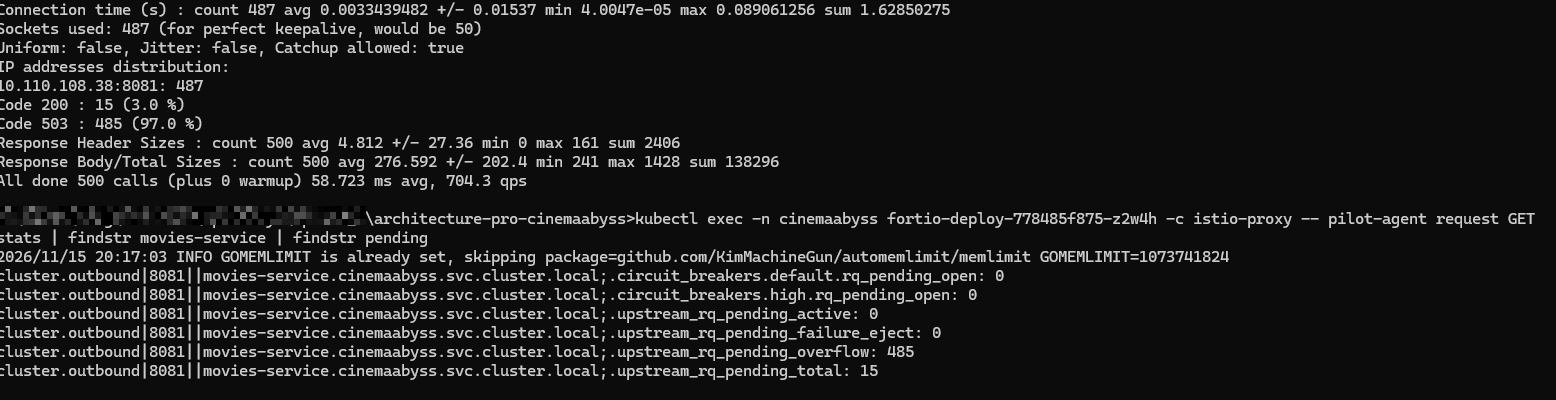 Connection time (s) : count 487 avg 0.0033439482 +/- 0.01537 min 4.0047e-05 max 0.089061256 sum 1.62850275
Sockets used: 487 (for perfect keepalive, would be 50)
Uniform: false, Jitter: false, Catchup allowed: true
IP addresses distribution:
10.110.108.38:8081: 487
Code 200 : 15 (3.0 %)
Code 503 : 485 (97.0 %)
Response Header Sizes : count 500 avg 4.812 +/- 27.36 min 0 max 161 sum 2406
Response Body/Total Sizes : count 500 avg 276.592 +/- 202.4 min 241 max 1428 sum 138296
All done 500 calls (plus 0 warmup) 58.723 ms avg, 704.3 qps
\architecture-pro-cinemaabyss>kubectl exec -n cinemaabyss fortio-deploy-778485f875-z2w4h -c istio-proxy -- pilot-agent request GET
stats | findstr movies-service | findstr pending
2026/11/15 20:17:03 INFO GOMEMLIMIT is already set, skipping package=github.com/KimMachineGun/automemlimit/memlimit GOMEMLIMIT=1073741824
cluster.outbound|8081||movies-service.cinemaabyss.svc.cluster.local;.circuit_breakers.default.rq_pending_open: 0
cluster.outbound|8081||movies-service.cinemaabyss.svc.cluster.local;.circuit_breakers.high.rq_pending_open: 0
cluster.outbound|8081||movies-service.cinemaabyss.svc.cluster.local;.upstream_rq_pending_active: 0
cluster.outbound|8081||movies-service.cinemaabyss.svc.cluster.local;.upstream_rq_pending_failure_eject: 0
cluster.outbound|8081||movies-service.cinemaabyss.svc.cluster.local;.upstream_rq_pending_overflow: 485
cluster.outbound|8081||movies-service.cinemaabyss.svc.cluster.local;.upstream_rq_pending_total: 15